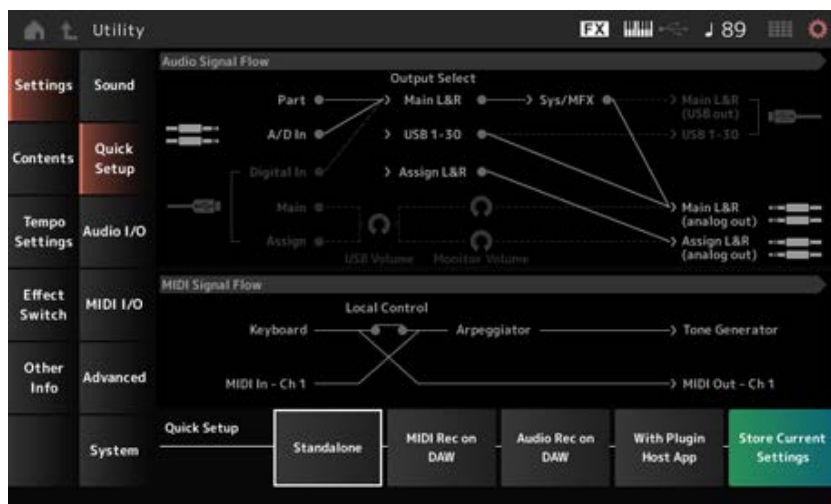 Utility
FX
♩ 89
Settings
Sound
Contents
Quick
Setup
Tempo
Settings
Audio I/O
Effect
Switch
MIDI I/O
Other
Info
Advanced
System
Audio Signal Flow
Output Select
Part
Main L&R
Sys/MFX
Main L&R
(USB out)
A/D In
USB 1-30
USB 1-30
Digital In
Assign L&R
Main
Main L&R
(analog out)
Assign
Assign L&R
(analog out)
USB Volume
Monitor Volume
MIDI Signal Flow
Local Control
Keyboard
Arpeggiator
Tone Generator
MIDI In - Ch 1
MIDI Out - Ch 1
Quick Setup
Standalone
MIDI Rec on
DAW
Audio Rec on
DAW
With Plugin
Host App
Store Current
Settings